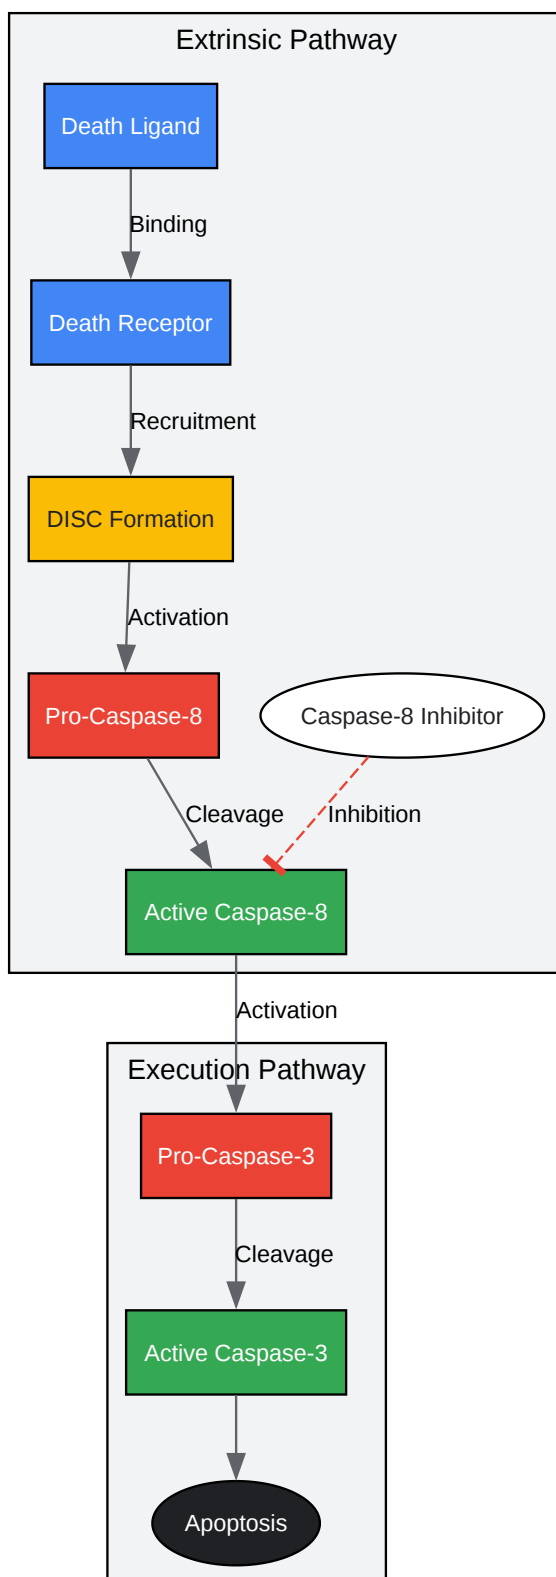 Extrinsic Pathway
Death Ligand
Binding
Death Receptor
Recruitment
DISC Formation
Activation
Pro-Caspase-8
Caspase-8 Inhibitor
Cleavage
Inhibition
Active Caspase-8
Activation
Execution Pathway
Pro-Caspase-3
Cleavage
Active Caspase-3
Apoptosis